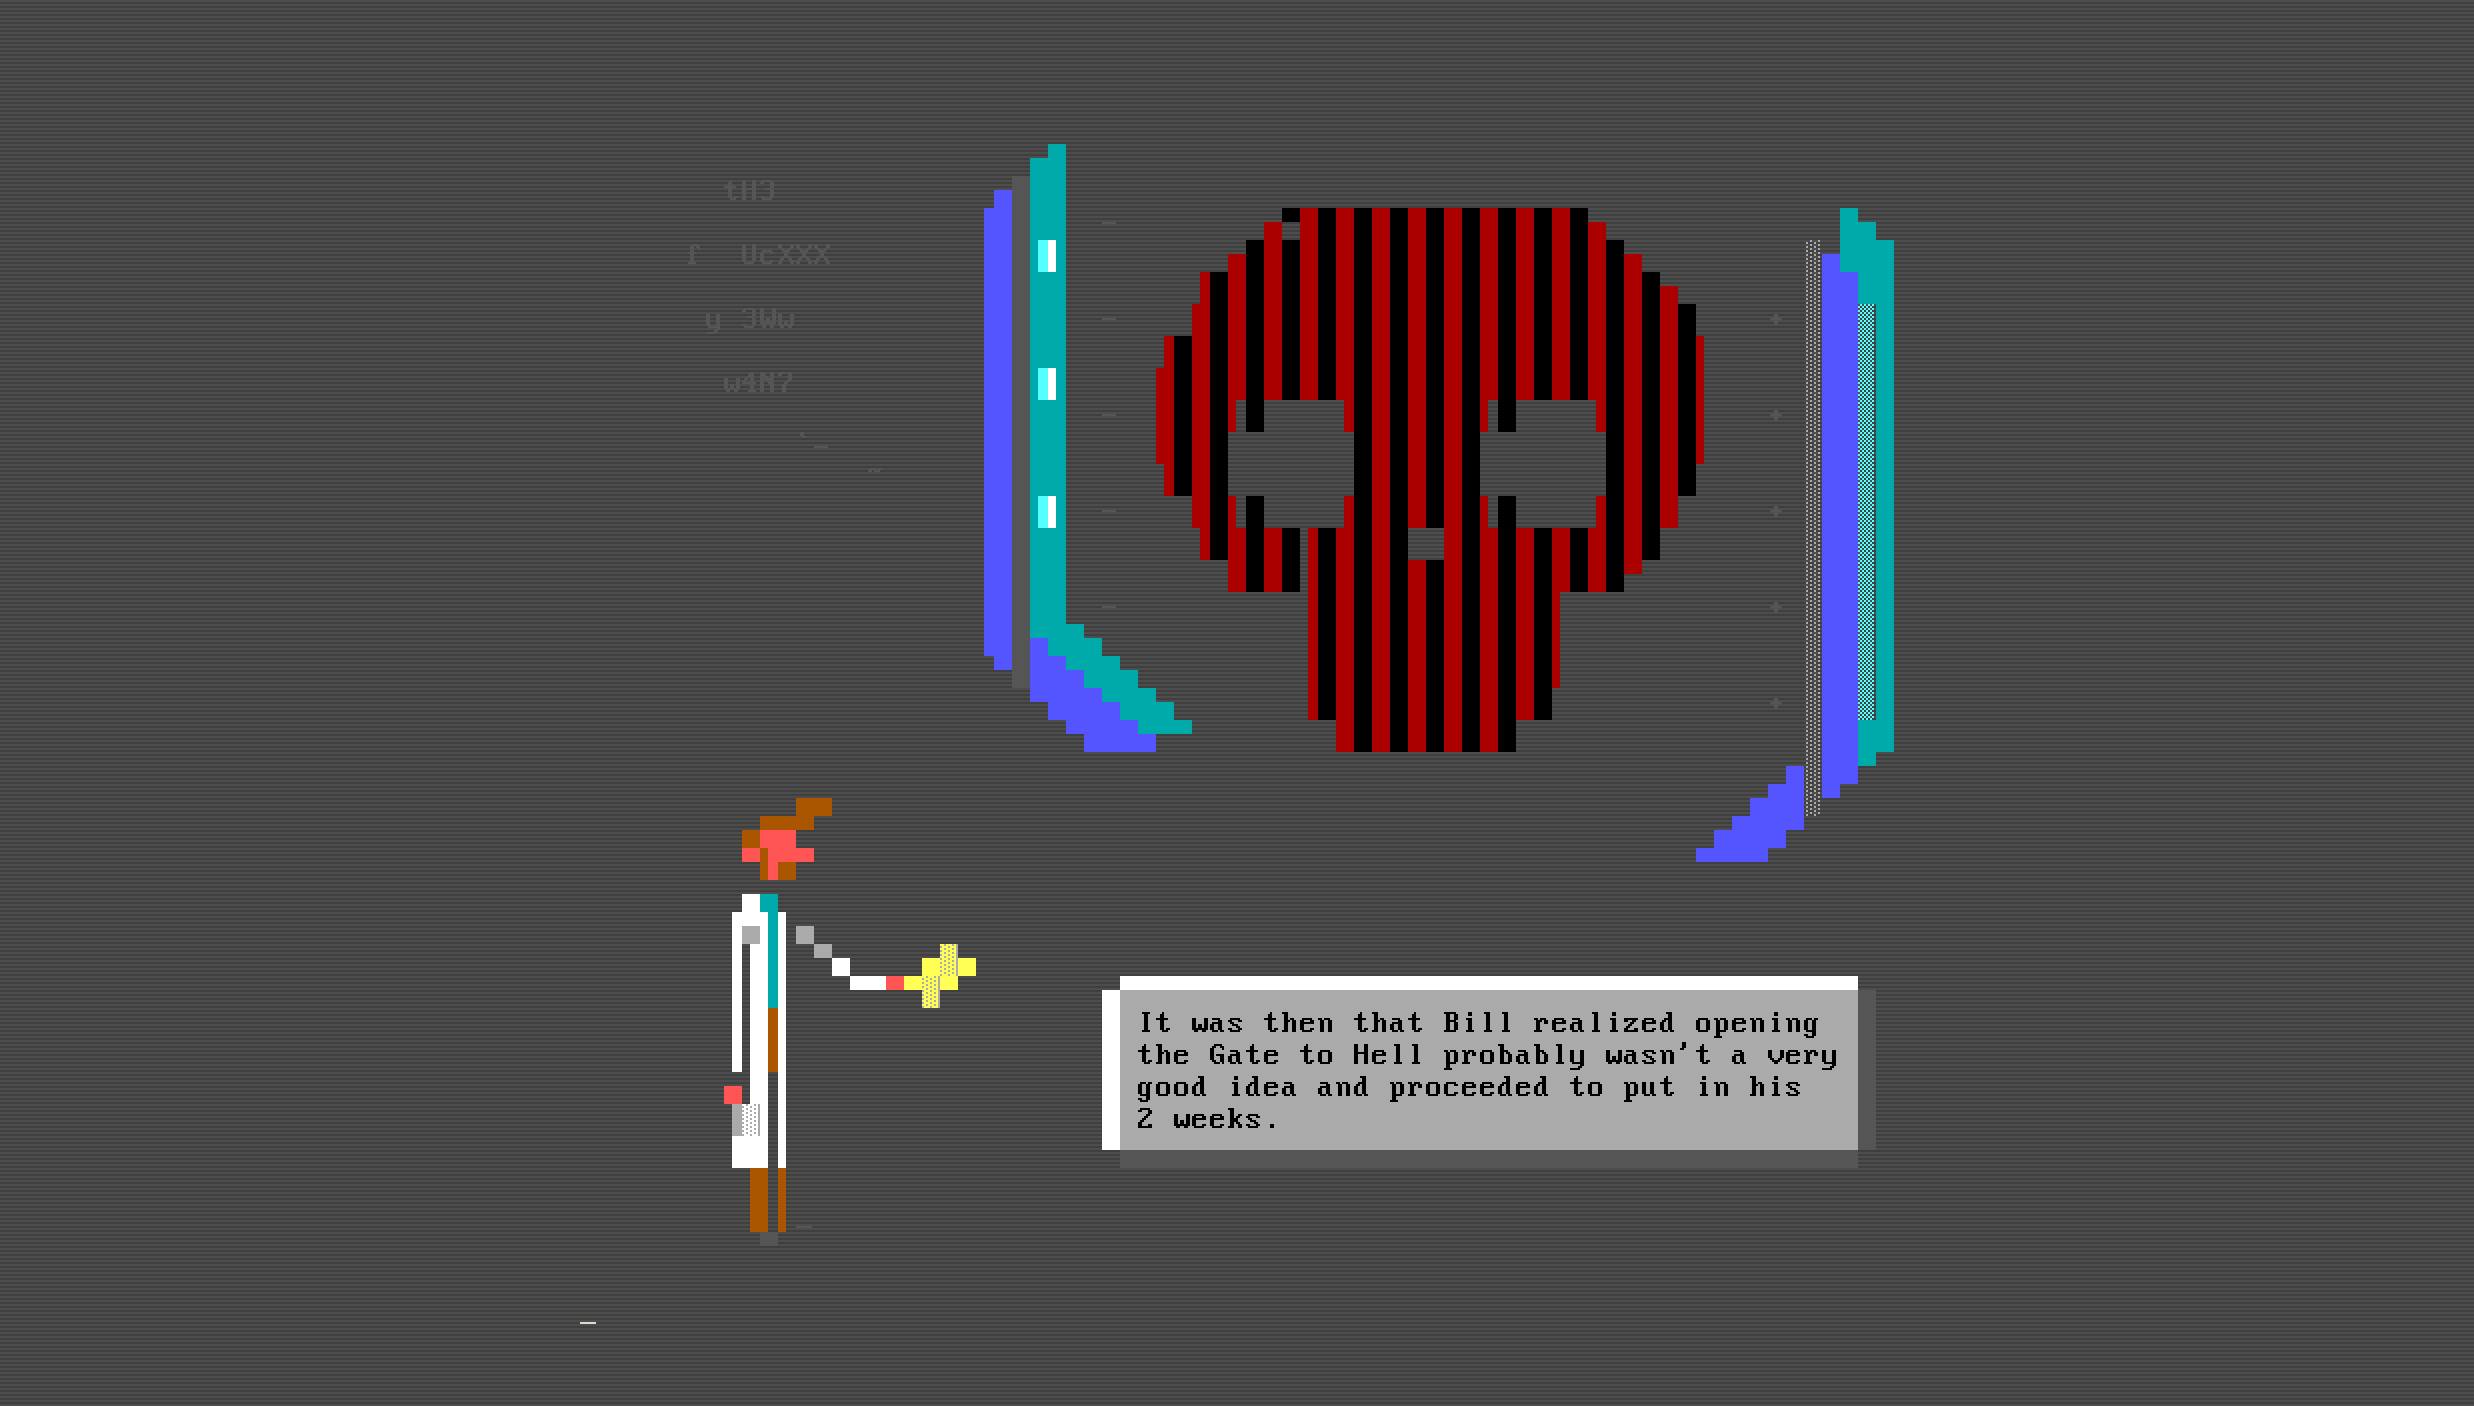 tH3
f UcXXX
y 3Ww
w4M7
It was then that Bill realized opening
the Gate to Hell probably wasn't a very
good idea and proceeded to put in his
2 weeks.